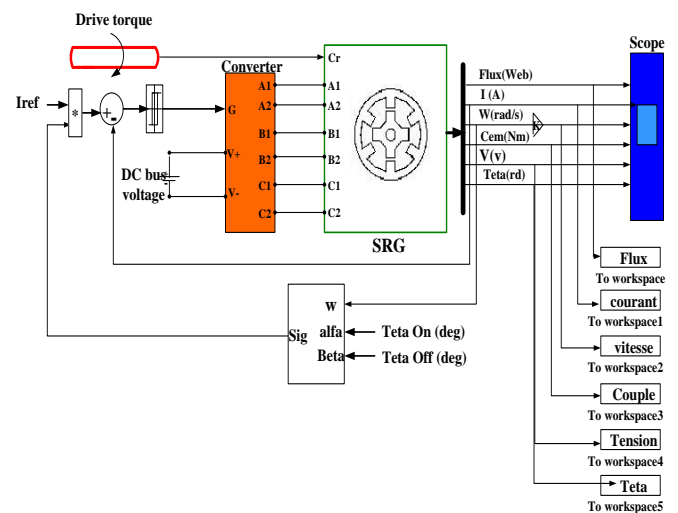 Drive torque
Scope
Converter
Cr
Flux(Web)
A1
A1
I (A)
Iref
*
+
-
G
A2
A2
W(rad/s)
K
B1
B1
Cem(Nm)
V+
B2
B2
V(v)
DC bus
voltage
V-
C1
C1
Teta(rd)
C2
C2
SRG
Flux
To workspace
w
courant
To workspace1
Sig
alfa
Teta On (deg)
vitesse
Beta
Teta Off (deg)
To workspace2
Couple
To workspace3
Tension
To workspace4
Teta
To workspace5